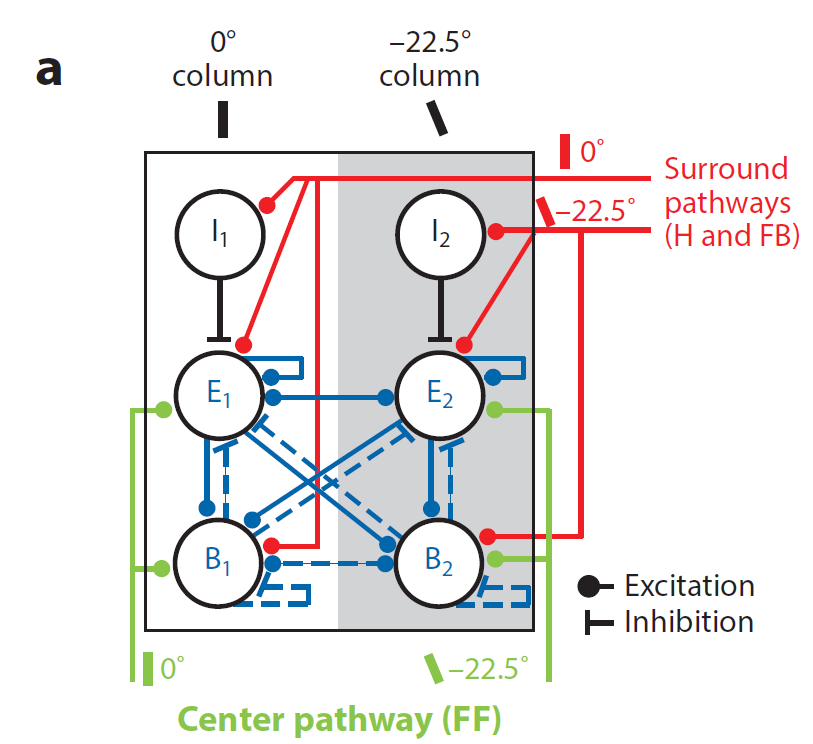 a
0°
column
–22.5°
column
0°
–22.5°
Surround
pathways
(H and FB)
I1
I2
E1
E2
B1
B2
Excitation
Inhibition
0°
–22.5°
Center pathway (FF)